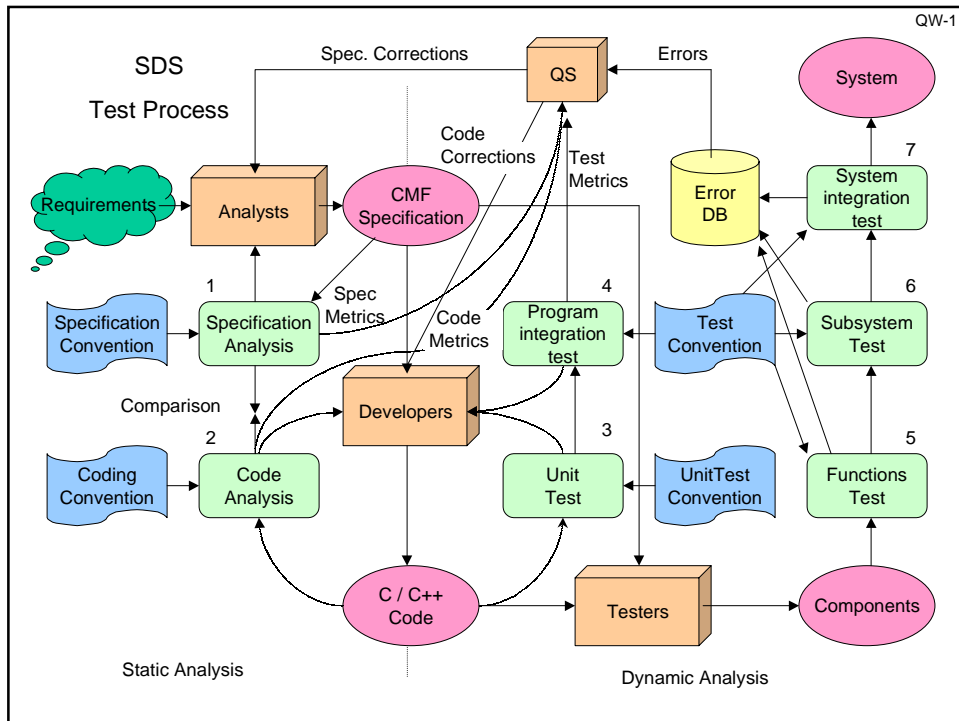 QW-1
SDS
Test Process
Spec. Corrections
QS
Errors
System
Code
Corrections
Test
Metrics
7
Requirements
Analysts
CMF
Specification
Error
DB
System
integration
test
1
Spec
Metrics
4
6
Specification
Convention
Specification
Analysis
Code
Metrics
Program
integration
test
Test
Convention
Subsystem
Test
Comparison
Developers
2
3
5
Coding
Convention
Code
Analysis
Unit
Test
UnitTest
Convention
Functions
Test
C / C++
Code
Testers
Components
Static Analysis
Dynamic Analysis